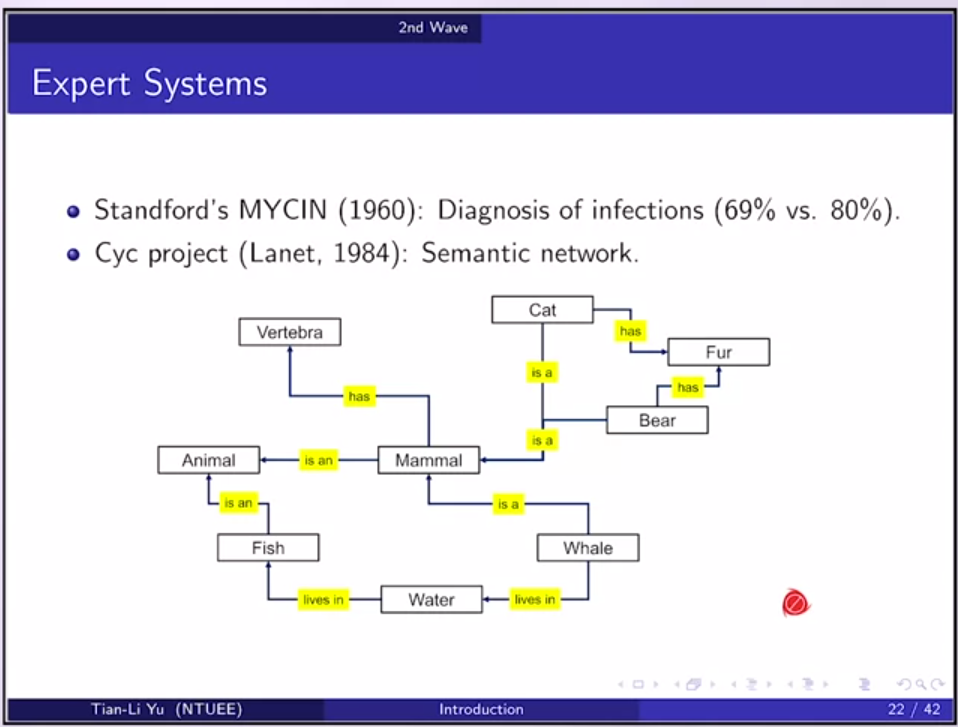 2nd Wave
Expert Systems
Standford's MYCIN (1960): Diagnosis of infections (69% vs. 80%).
Cyc project (Lanet, 1984): Semantic network.
Cat
Vertebra
has
Fur
is a
has
has
Bear
is a
Animal
is an
Mammal
is an
is a
Fish
Whale
lives in
Water
lives in
Tian-Li Yu (NTUEE)
Introduction
22 / 42